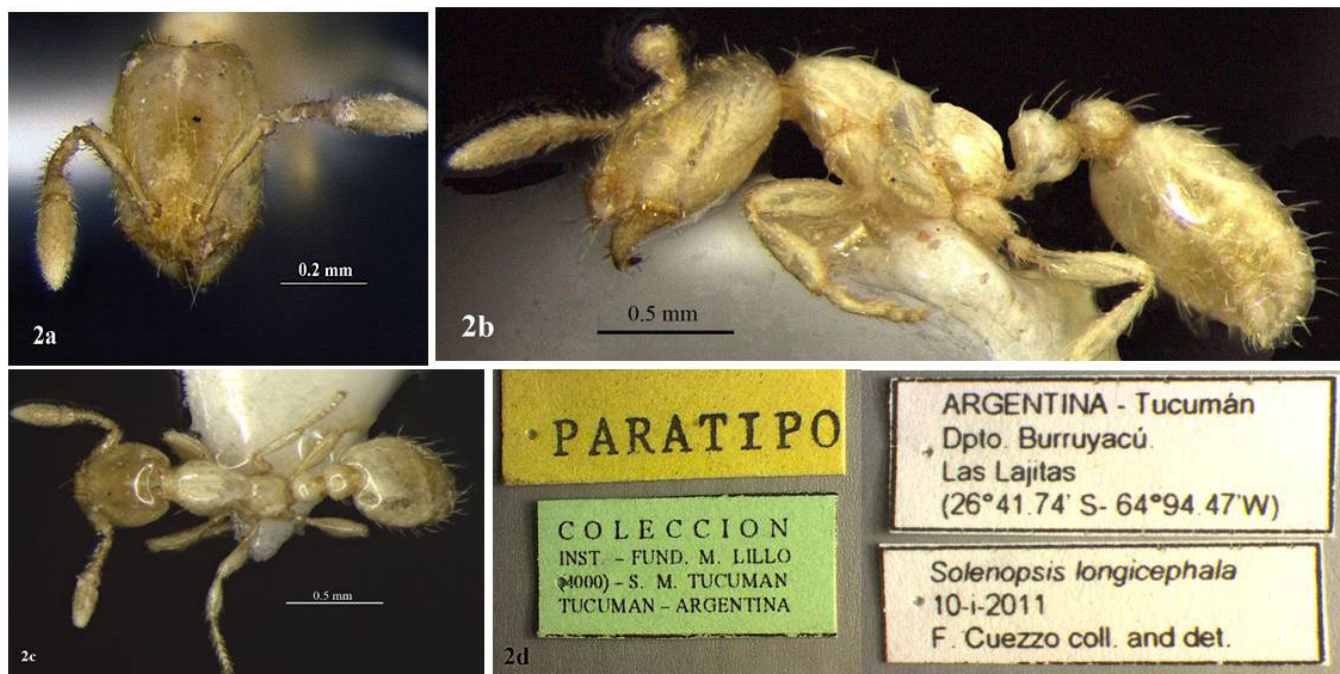 0.2 mm
2a
0.5 mm
2b
0.5 mm
2c
PARATIPO
COLECCION
INST. - FUND. M. LILLO
(4000) - S. M. TUCUMAN
TUCUMAN - ARGENTINA
2d
ARGENTINA - Tucumán
Dpto. Burruyacú.
Las Lajitas
(26°41.74' S- 64°94.47'W)
Solenopsis longicephala
10-i-2011
F. Cuezzo coll. and det.